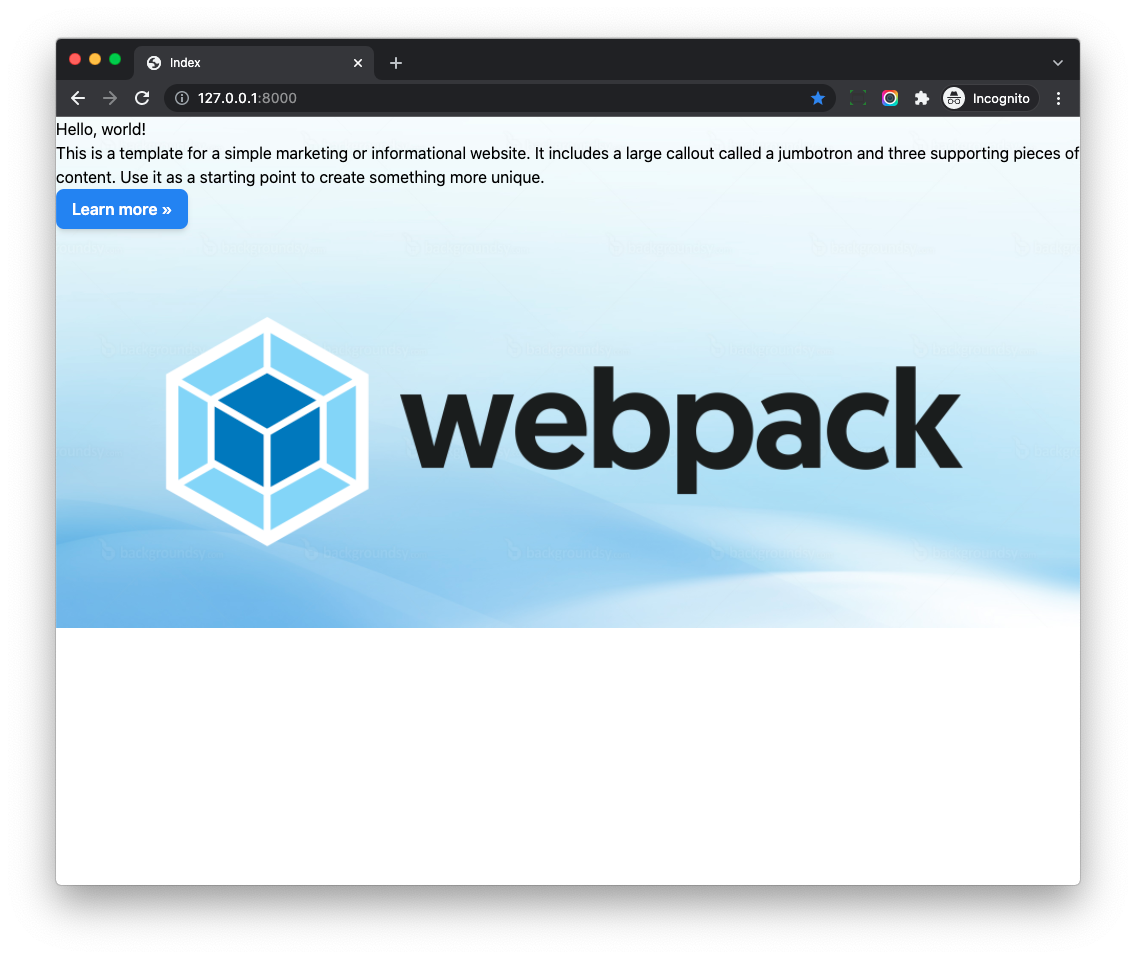 Index
127.0.0.1:8000
Incognito
Hello, world!
This is a template for a simple marketing or informational website. It includes a large callout called a jumbotron and three supporting pieces of
content. Use it as a starting point to create something more unique.
Learn more »
webpack
backgroundsy